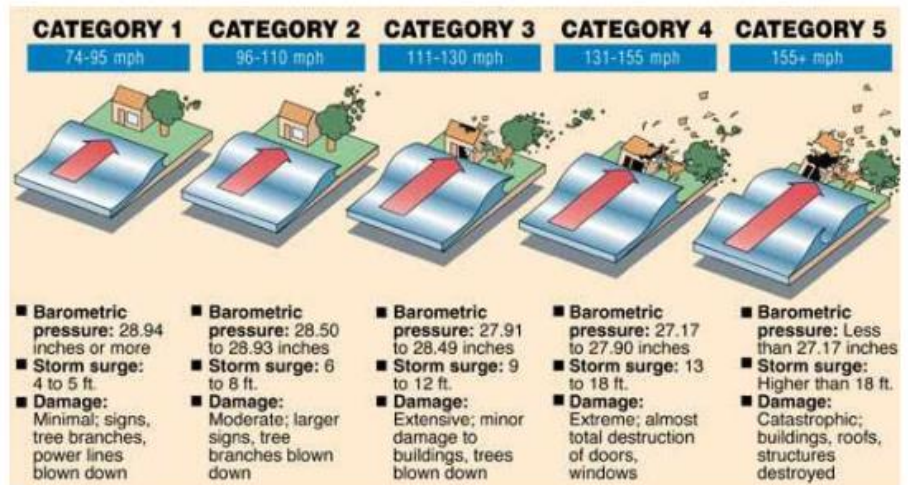 CATEGORY 1
74-95 mph
Barometric
pressure: 28.94
inches or more
Storm surge:
4 to 5 ft.
Damage:
Minimal; signs,
tree branches,
power lines
blown down
CATEGORY 2
96-110 mph
Barometric
pressure: 28.50
to 28.93 inches
Storm surge: 6
to 8 ft.
Damage:
Moderate; larger
signs, tree
branches blown
down
CATEGORY 3
111-130 mph
Barometric
pressure: 27.91
to 28.49 inches
Storm surge: 9
to 12 ft.
Damage:
Extensive; minor
damage to
buildings, trees
blown down
CATEGORY 4
131-155 mph
Barometric
pressure: 27.17
to 27.90 inches
Storm surge: 13
to 18 ft.
Damage:
Extreme; almost
total destruction
of doors,
windows
CATEGORY 5
155+ mph
Barometric
pressure: Less
than 27.17 inches
Storm surge:
Higher than 18 ft.
Damage:
Catastrophic;
buildings, roofs,
structures
destroyed